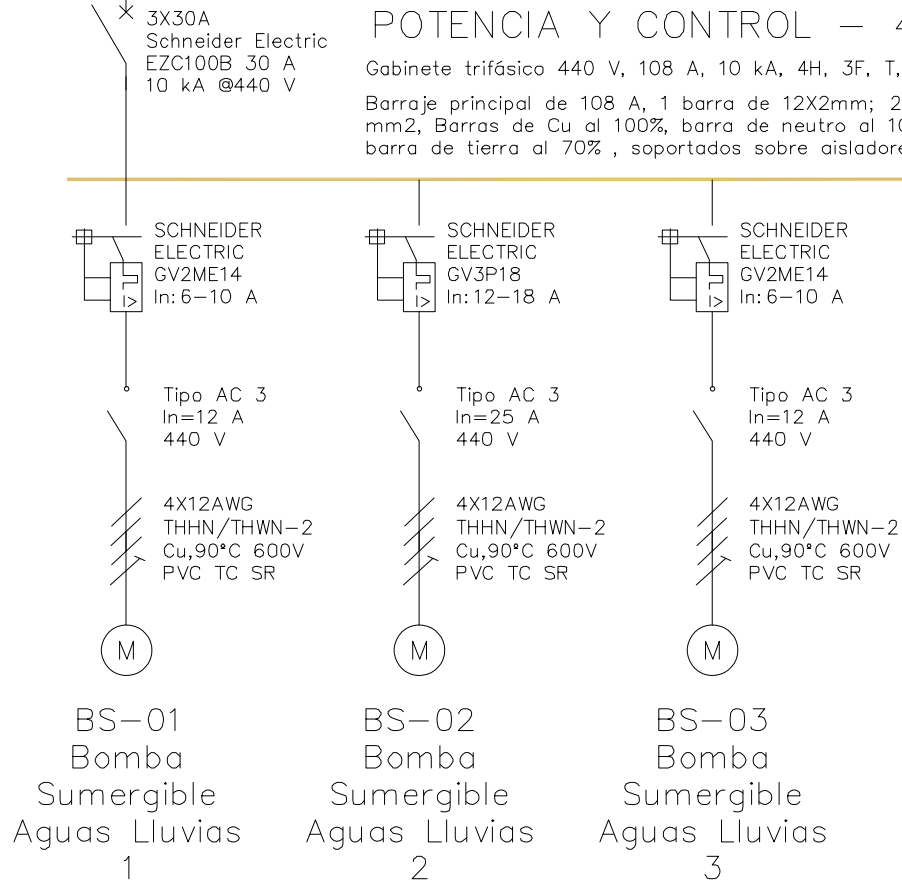 3X30A
Schneider Electric
EZC100B 30 A
10 kA @440 V
POTENCIA Y CONTROL – 4
Gabinete trifásico 440 V, 108 A, 10 kA, 4H, 3F, T,
Barraje principal de 108 A, 1 barra de 12X2mm; 2
mm2, Barras de Cu al 100%, barra de neutro al 10
barra de tierra al 70% , soportados sobre aislador
SCHNEIDER
ELECTRIC
GV2ME14
In:6–10 A
I>
Tipo AC 3
In=12 A
440 V
4X12AWG
THHN/THWN–2
Cu,90°C 600V
PVC TC SR
M
BS–01
Bomba
Sumergible
Aguas Lluvias
1
SCHNEIDER
ELECTRIC
GV3P18
In:12–18 A
I>
Tipo AC 3
In=25 A
440 V
4X12AWG
THHN/THWN–2
Cu,90°C 600V
PVC TC SR
M
BS–02
Bomba
Sumergible
Aguas Lluvias
2
SCHNEIDER
ELECTRIC
GV2ME14
In:6–10 A
I>
Tipo AC 3
In=12 A
440 V
4X12AWG
THHN/THWN–2
Cu,90°C 600V
PVC TC SR
M
BS–03
Bomba
Sumergible
Aguas Lluvias
3